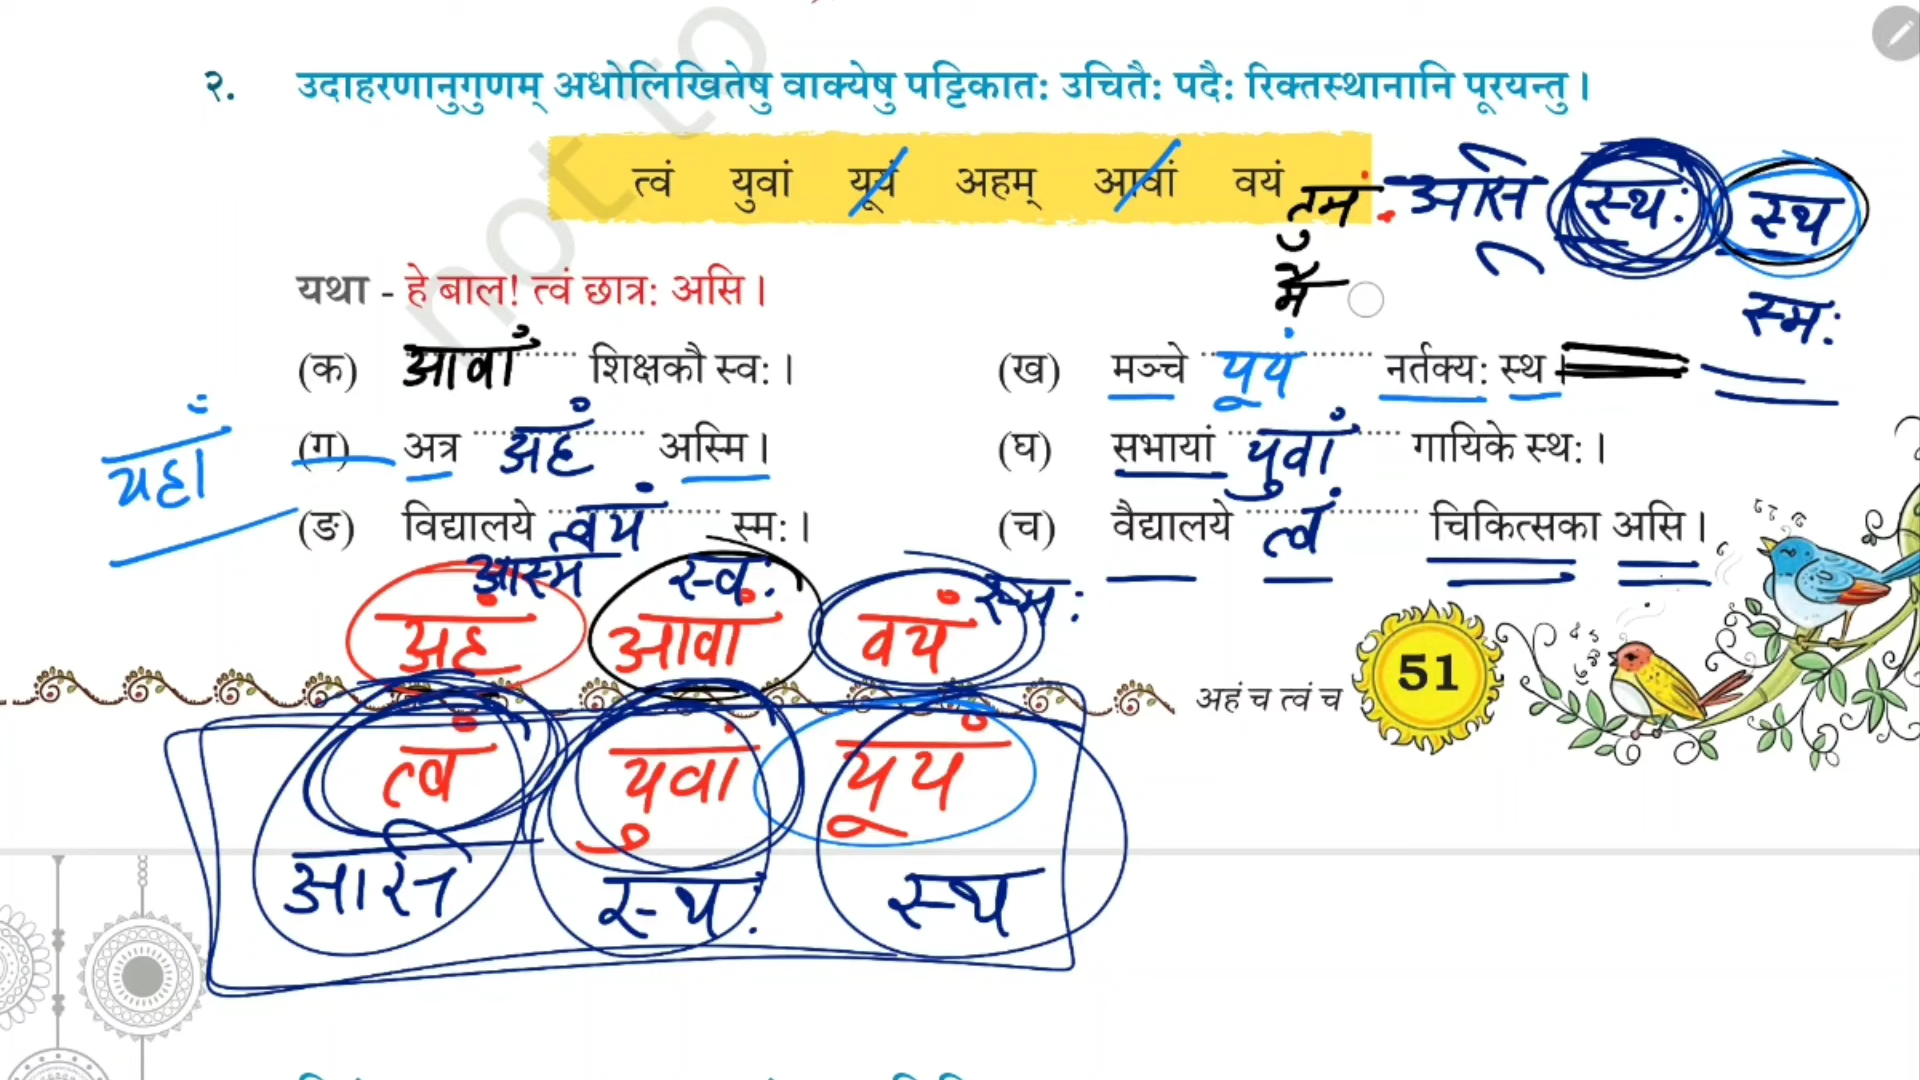 not to
२. उदाहरणानुगुणम् अधोलिखितेषु वाक्येषु पट्टिकातः उचितैः पदैः रिक्तस्थानानि पूरयन्तु।
त्वं युवां यूयं अहम् आवां वयं
तुम असि स्थः स्थ
मै
स्मः
यथा - हे बाल! त्वं छात्रः असि।
(क) आवां शिक्षकौ स्वः। (ख) मञ्चे यूयं नर्तक्यः स्थ।
यहाँ
(ग) अत्र अहं अस्मि। (घ) सभायां युवां गायिके स्थः।
(ङ) विद्यालये वयं स्मः। (च) वैद्यालये त्वं चिकित्सका असि।
अस्मि स्वः स्मः
अहं आवां वयं
अहं च त्वं च 51
त्वं युवां यूयं
असि स्थः स्थ